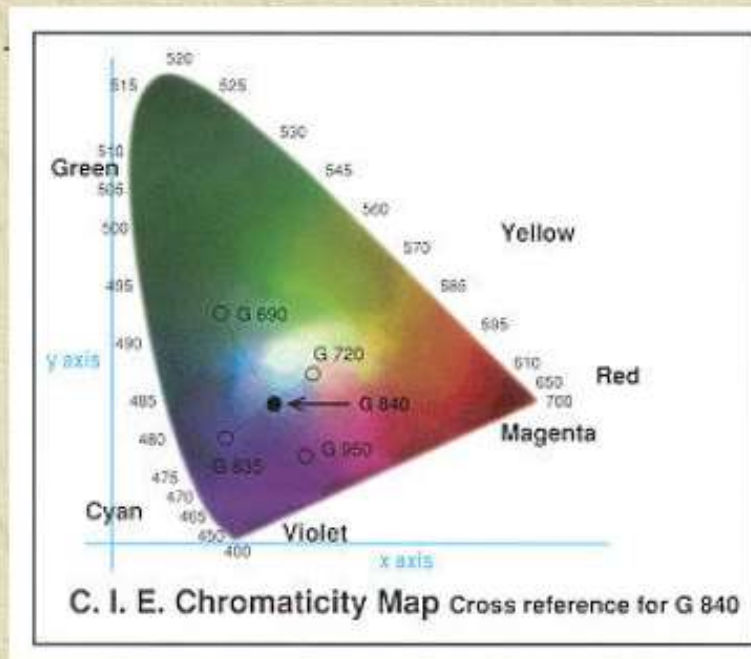 520
515
525
530
510
Green
545
505
560
500
Yellow
570
495
585
G 690
595
490
G 720
y axis
610
Red
650
485
G 840
700
Magenta
480
G 950
G 835
475
470
Cyan
465
450
Violet
400
x axis
C. I. E. Chromaticity Map Cross reference for G 840